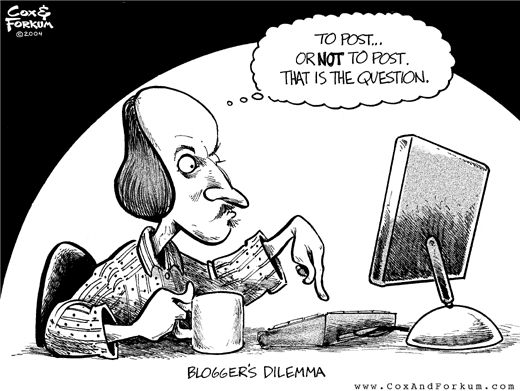 COX &
FORKUM
©2004
TO POST...
OR NOT TO POST.
THAT IS THE QUESTION.
BLOGGER'S DILEMMA
www.CoxAndForkum.com